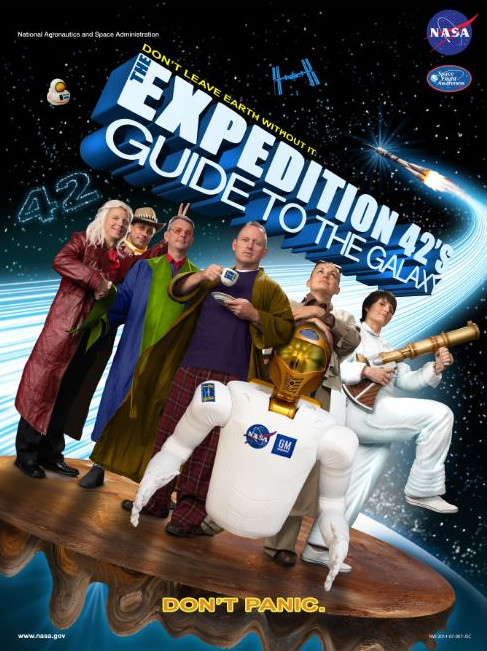 National Aeronautics and Space Administration
NASA
Space
Flight
Awareness
DON'T LEAVE EARTH WITHOUT IT.
THE
EXPEDITION 42'S
GUIDE TO THE GALAXY
42
NASA
GM
DON'T PANIC.
www.nasa.gov